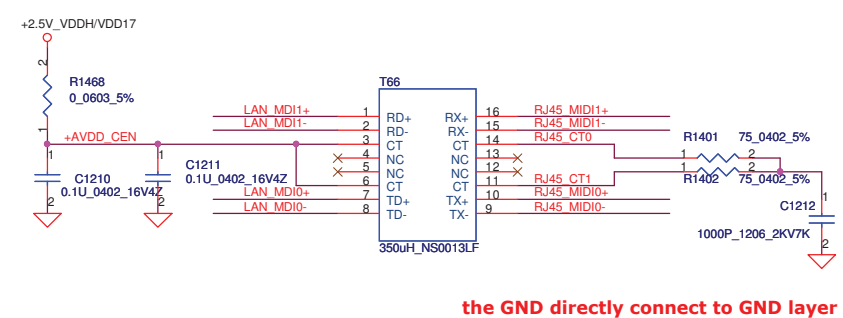 +2.5V_VDDH/VDD17
2
R1468
0_0603_5%
1
+AVDD_CEN
1
C1210
0.1U_0402_16V4Z
2
1
C1211
0.1U_0402_16V4Z
2
T66
LAN_MDI1+ 1 RD+ RX+ 16 RJ45_MIDI1+
LAN_MDI1- 2 RD- RX- 15 RJ45_MIDI1-
3 CT CT 14 RJ45_CT0
4 NC NC 13
5 NC NC 12
6 CT CT 11 RJ45_CT1
LAN_MDI0+ 7 TD+ TX+ 10 RJ45_MIDI0+
LAN_MDI0- 8 TD- TX- 9 RJ45_MIDI0-
350uH_NS0013LF
R1401 75_0402_5%
1 2
1 2
R1402 75_0402_5%
1
C1212
1000P_1206_2KV7K
2
the GND directly connect to GND layer